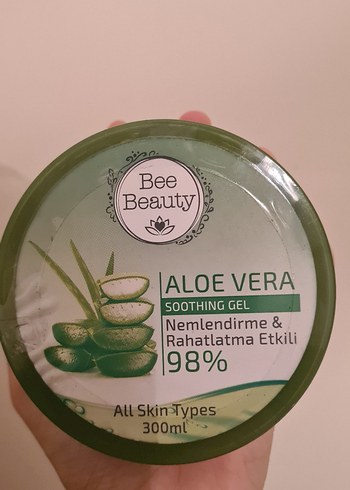 Bee
Beauty
ALOE VERA
SOOTHING GEL
Nemlendirme &
Rahatlatma Etkili
98%
All Skin Types
300ml